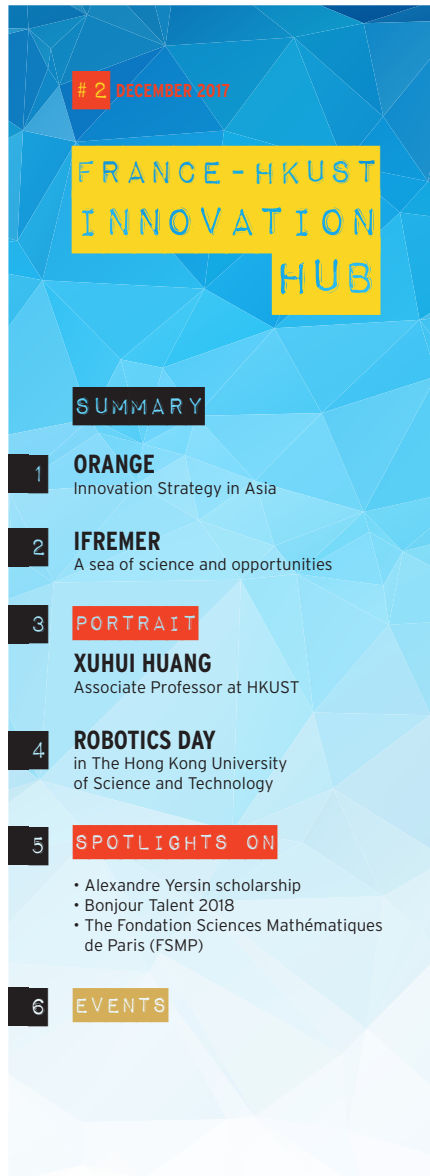 # 2 DECEMBER 2017
FRANCE-HKUST
INNOVATION
HUB
SUMMARY
1 ORANGE
Innovation Strategy in Asia
2 IFREMER
A sea of science and opportunities
3 PORTRAIT
XUHUI HUANG
Associate Professor at HKUST
4 ROBOTICS DAY
in The Hong Kong University
of Science and Technology
5 SPOTLIGHTS ON
• Alexandre Yersin scholarship
• Bonjour Talent 2018
• The Fondation Sciences Mathématiques
de Paris (FSMP)
6 EVENTS